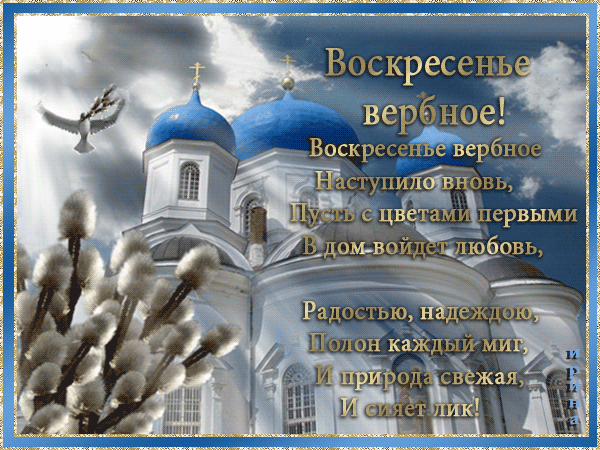 Воскресенье
вербное!
Воскресенье вербное
Наступило вновь,
Пусть с цветами первыми
В дом войдет любовь,
Радостью, надеждою,
Полон каждый миг,
И природа свежая,
И сияет лик!
ирина